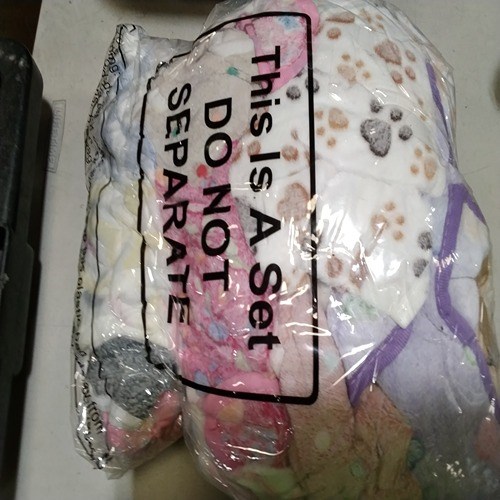 This Is A Set
DO NOT
SEPARATE